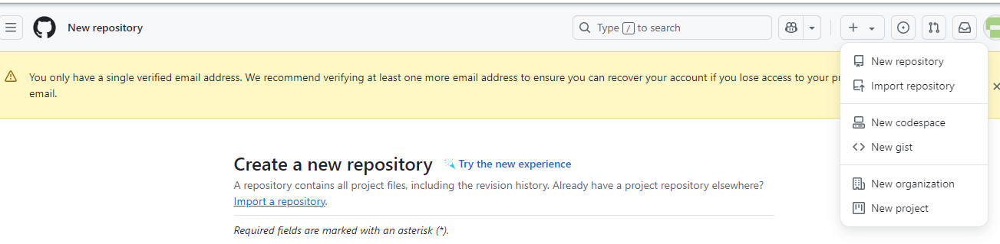 New repository
Type / to search
You only have a single verified email address. We recommend verifying at least one more email address to ensure you can recover your account if you lose access to your
email.
New repository
Import repository
New codespace
New gist
New organization
New project
Create a new repository Try the new experience
A repository contains all project files, including the revision history. Already have a project repository elsewhere?
Import a repository.
Required fields are marked with an asterisk (*).